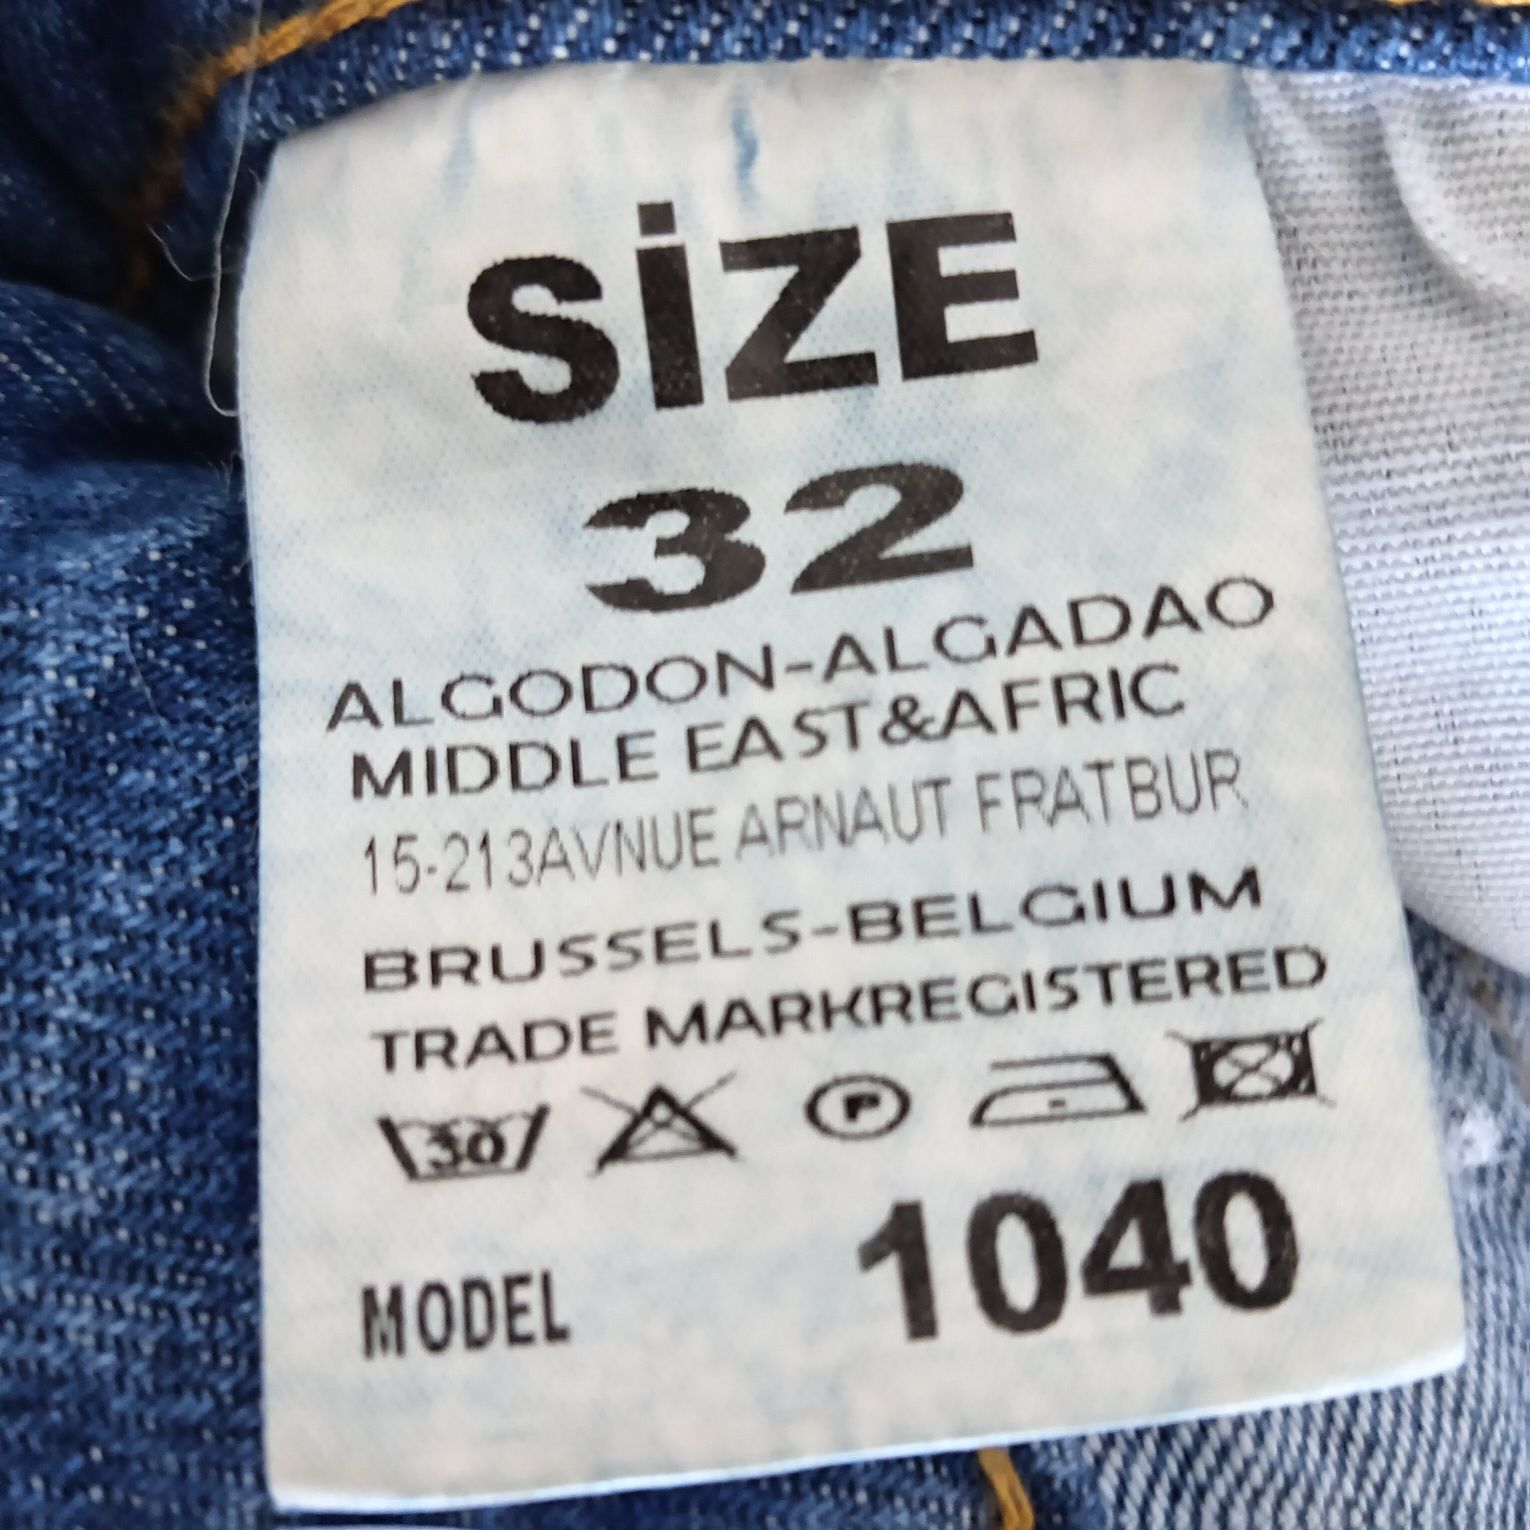 SİZE
32
ALGODON-ALGADAO
MIDDLE EAST&AFRIC
15-213AVNUE ARNAUT FRATBUR
BRUSSELS-BELGIUM
TRADE MARKREGISTERED
30 P
MODEL 1040